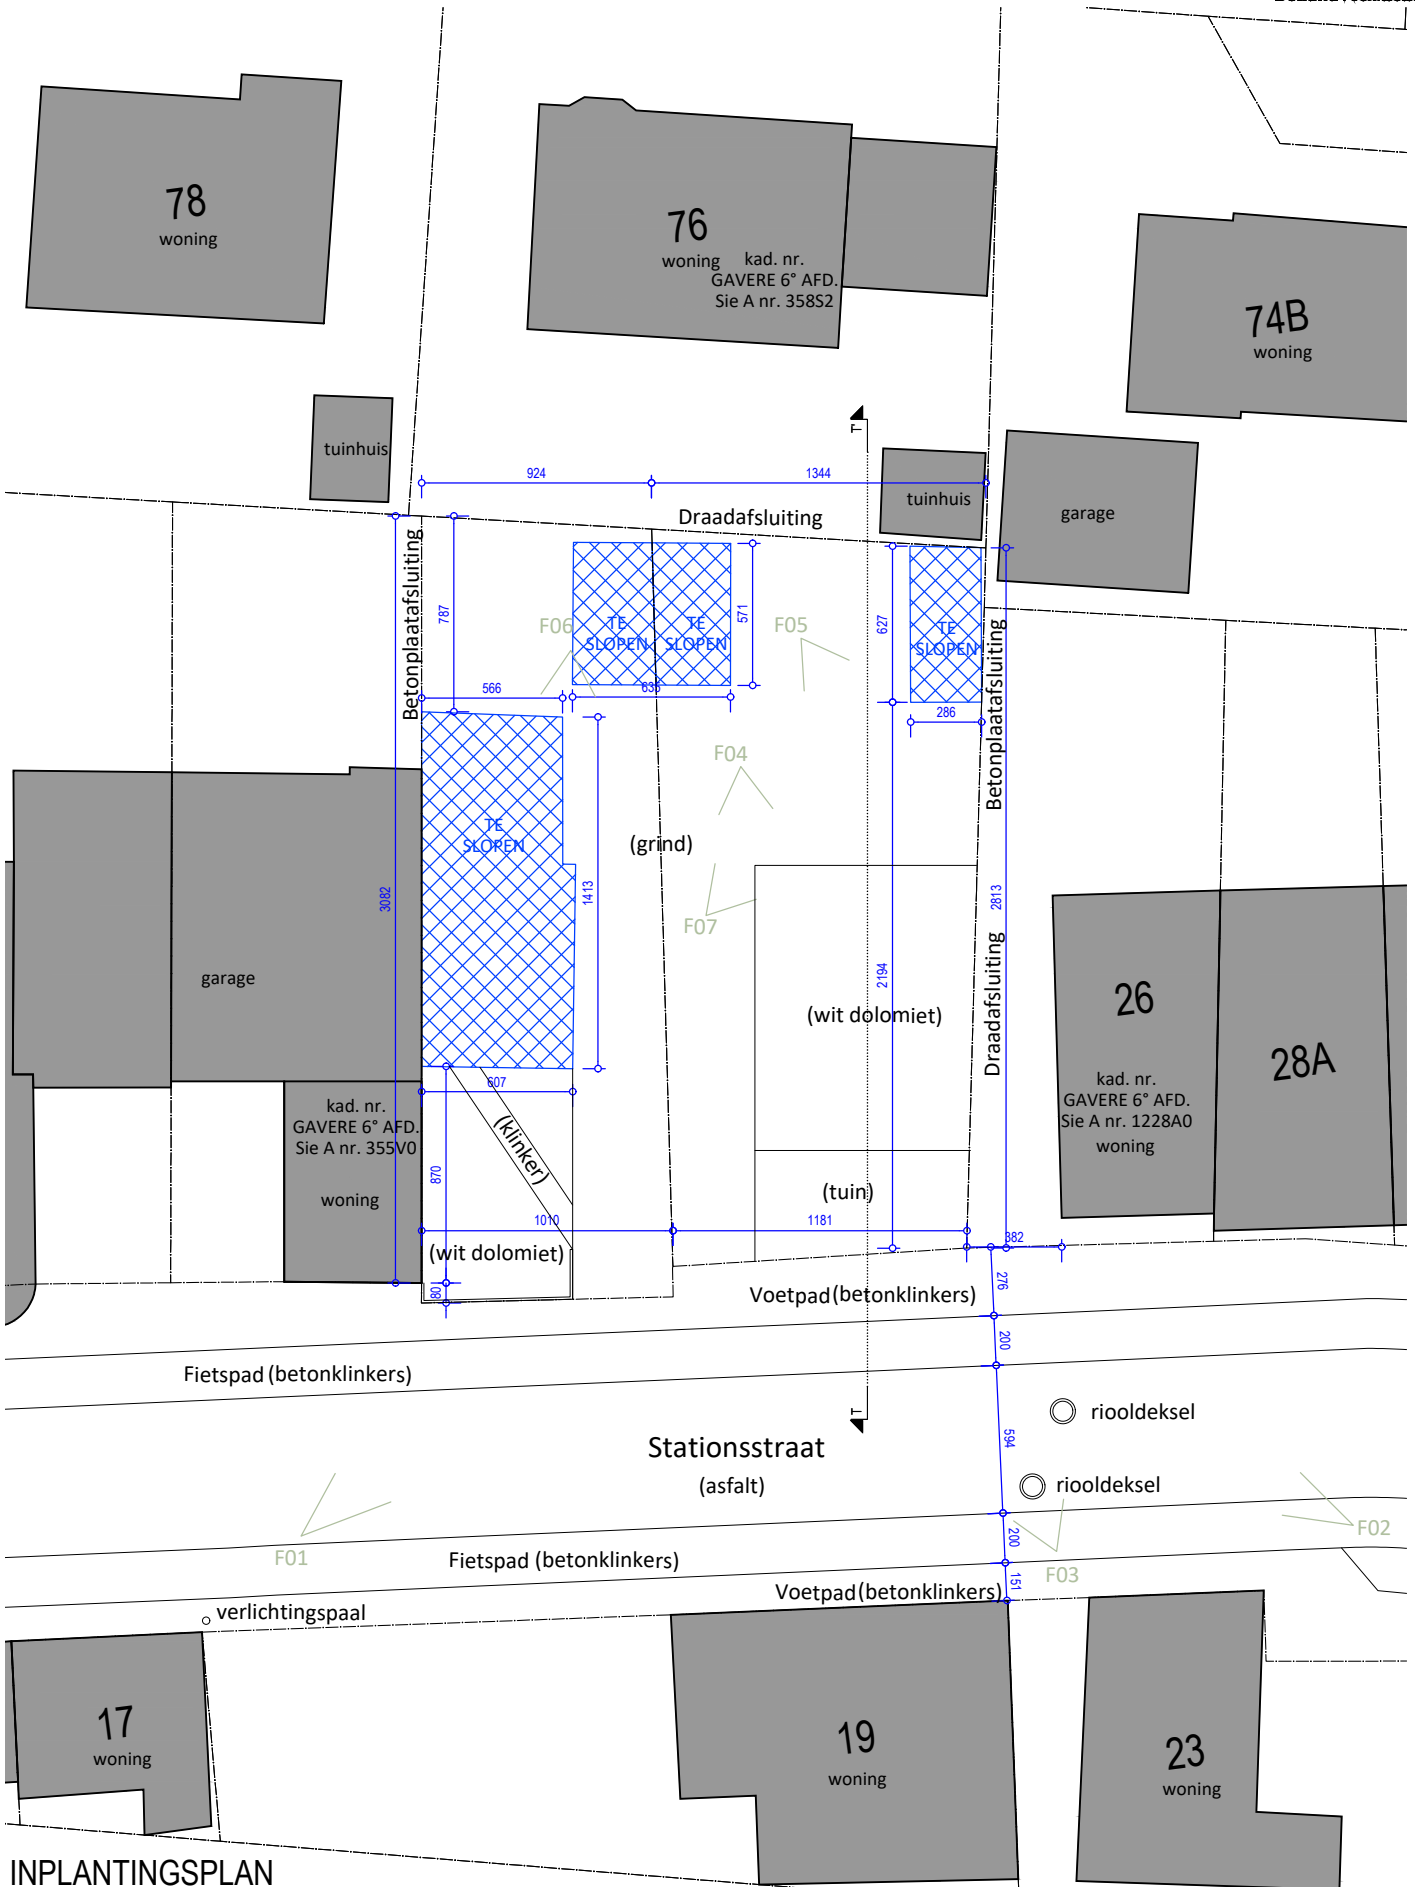 78
woning
76
woning
kad. nr.
GAVERE 6° AFD.
Sie A nr. 358S2
74B
woning
tuinhuis
924
1344
T
tuinhuis
garage
Draadafsluiting
Betonplaatafsluiting
787
F06
TE
SLOPEN
TE
SLOPEN
571
F05
627
TE
SLOPEN
Betonplaatafsluiting
566
635
286
F04
TE
SLOPEN
(grind)
3082
1413
2813
F07
garage
2194
(wit dolomiet)
Draadafsluiting
26
28A
kad. nr.
GAVERE 6° AFD.
Sie A nr. 1228A0
woning
607
kad. nr.
GAVERE 6° AFD.
Sie A nr. 355V0
woning
(klinker)
870
(tuin)
1010
1181
382
(wit dolomiet)
80
276
Voetpad (betonklinkers)
200
Fietspad (betonklinkers)
T
riooldeksel
594
Stationsstraat
(asfalt)
riooldeksel
F01
F02
200
Fietspad (betonklinkers)
F03
151
Voetpad (betonklinkers)
verlichtingspaal
17
woning
19
woning
23
woning
INPLANTINGSPLAN